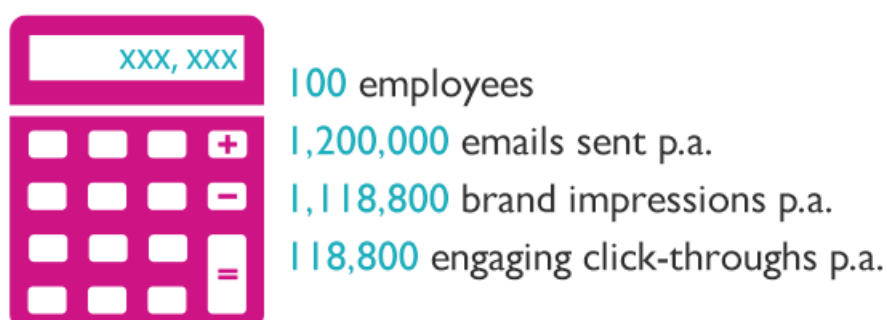 xxx, xxx
+
−
=
100 employees
1,200,000 emails sent p.a.
1,118,800 brand impressions p.a.
118,800 engaging click-throughs p.a.